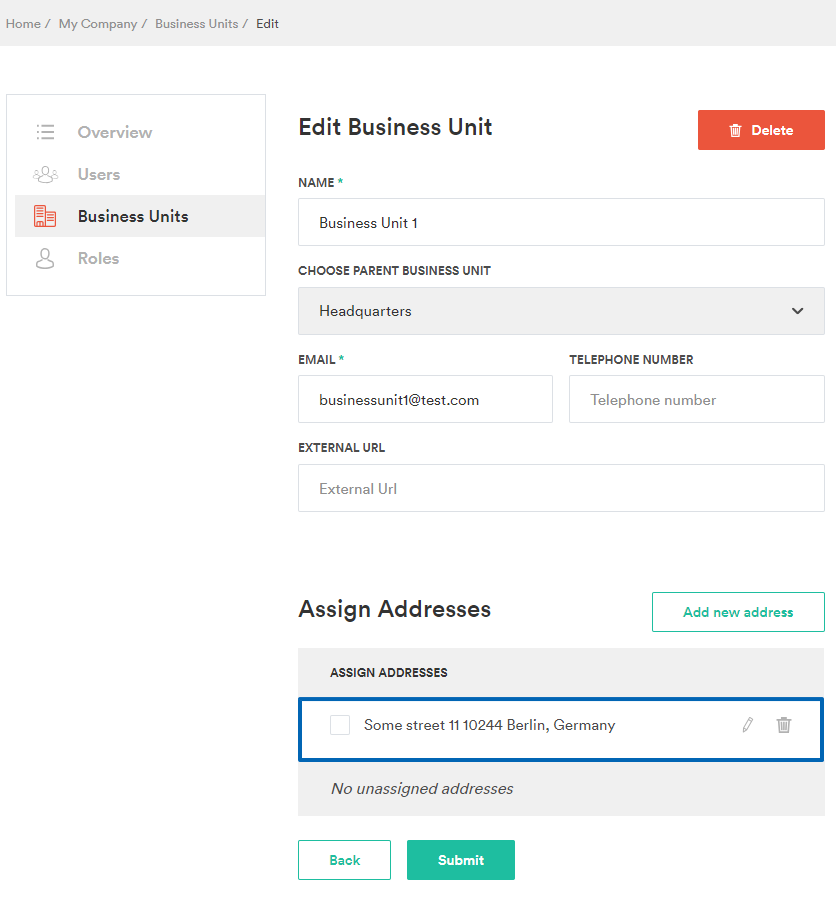 Home / My Company / Business Units / Edit
Overview
Users
Business Units
Roles
Edit Business Unit
Delete
NAME *
Business Unit 1
CHOOSE PARENT BUSINESS UNIT
Headquarters
EMAIL * TELEPHONE NUMBER
businessunit1@test.com Telephone number
EXTERNAL URL
External Url
Assign Addresses
Add new address
ASSIGN ADDRESSES
Some street 11 10244 Berlin, Germany
No unassigned addresses
Back Submit